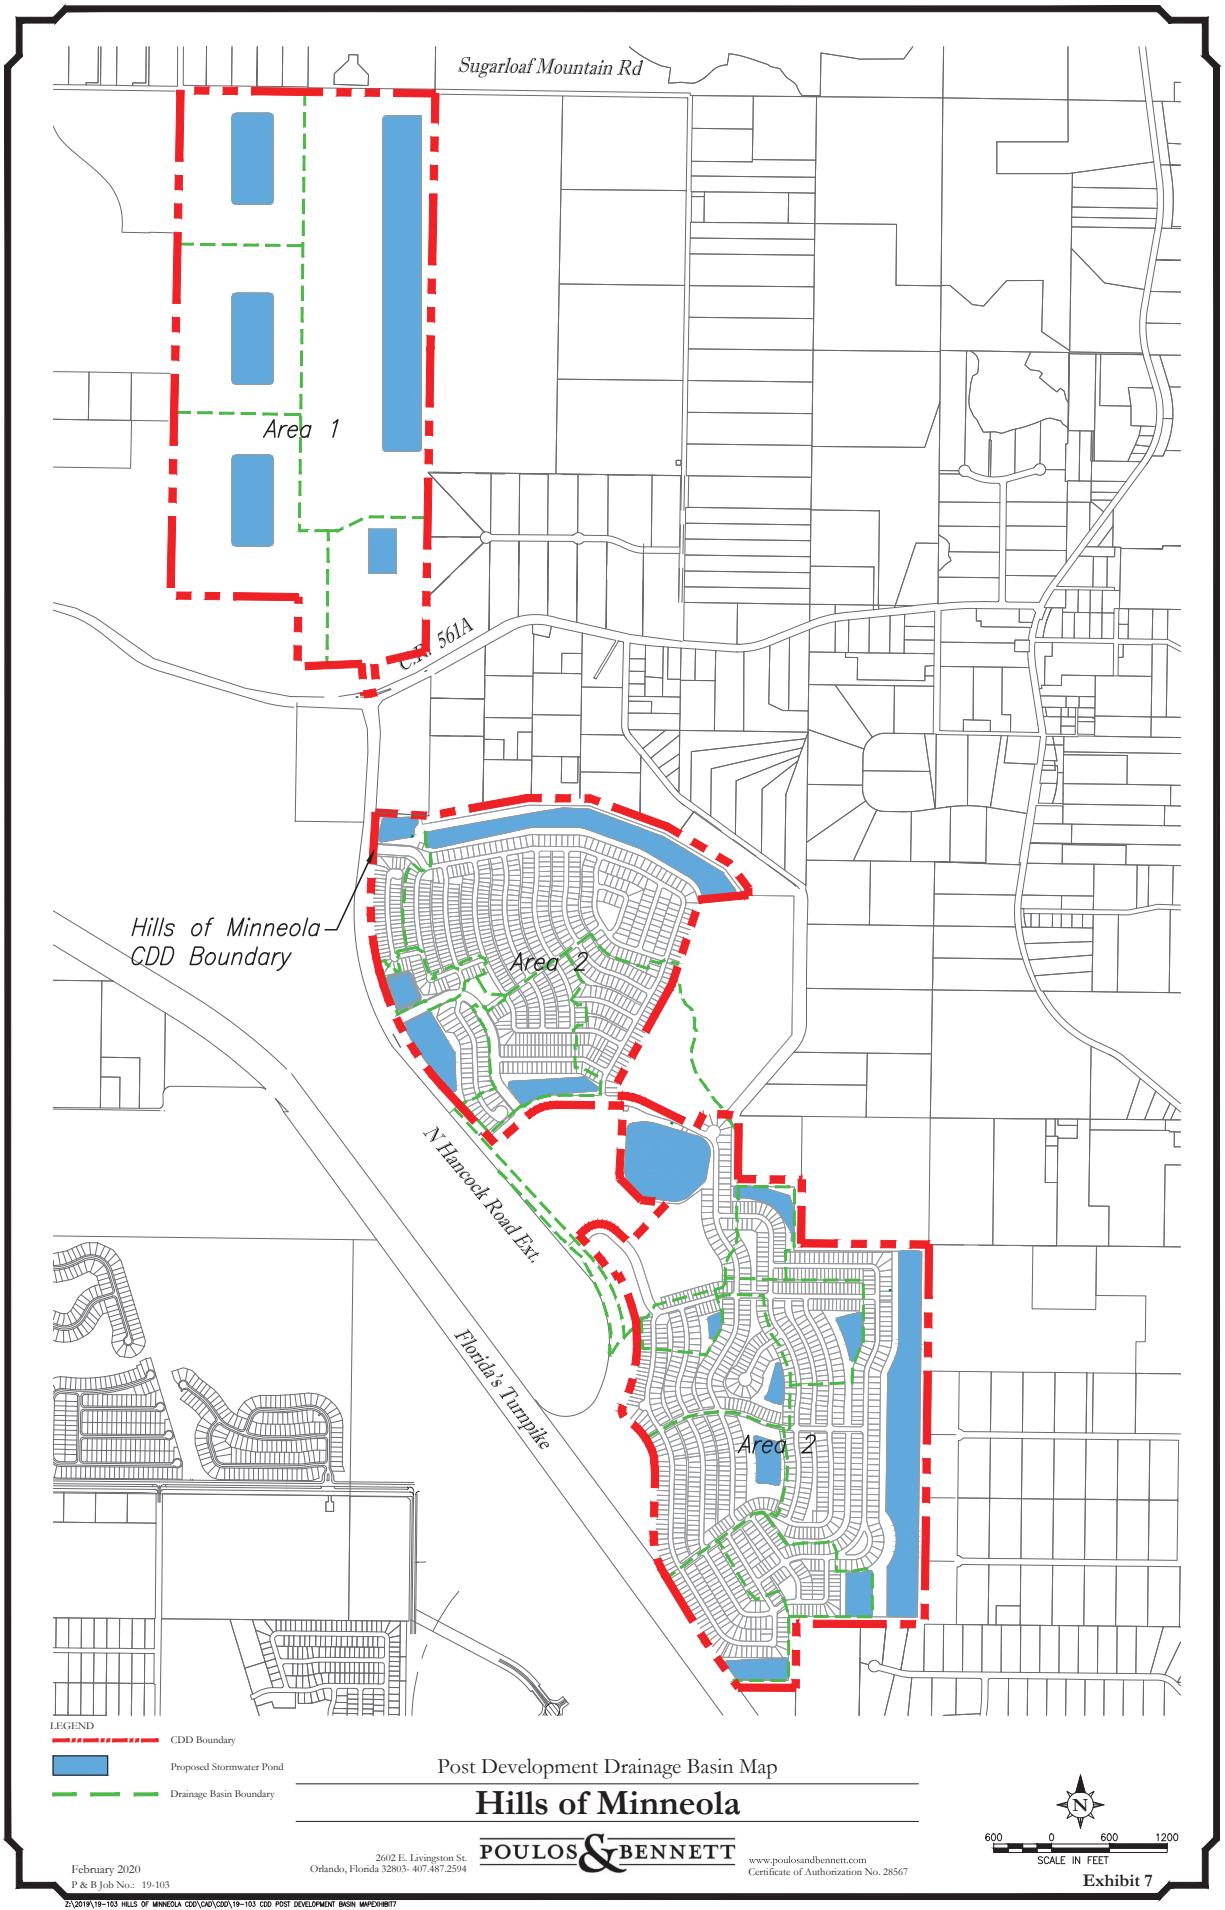 Sugarloaf Mountain Rd
Area 1
C.R. 561A
Hills of Minneola
CDD Boundary
Area 2
N Hancock Road Ext.
Florida's Turnpike
Area 2
LEGEND
CDD Boundary
Proposed Stormwater Pond
Drainage Basin Boundary
Post Development Drainage Basin Map
Hills of Minneola
2602 E. Livingston St.
Orlando, Florida 32803- 407.487.2594
POULOS & BENNETT
www.poulosandbennett.com
Certificate of Authorization No. 28567
N
600 0 600 1200
SCALE IN FEET
Exhibit 7
February 2020
P & B Job No.: 19-103
Z:\2019\19-103 HILLS OF MINNEOLA CDD\CAD\CDD\19-103 CDD POST DEVELOPMENT BASIN MAPEXHIBIT7